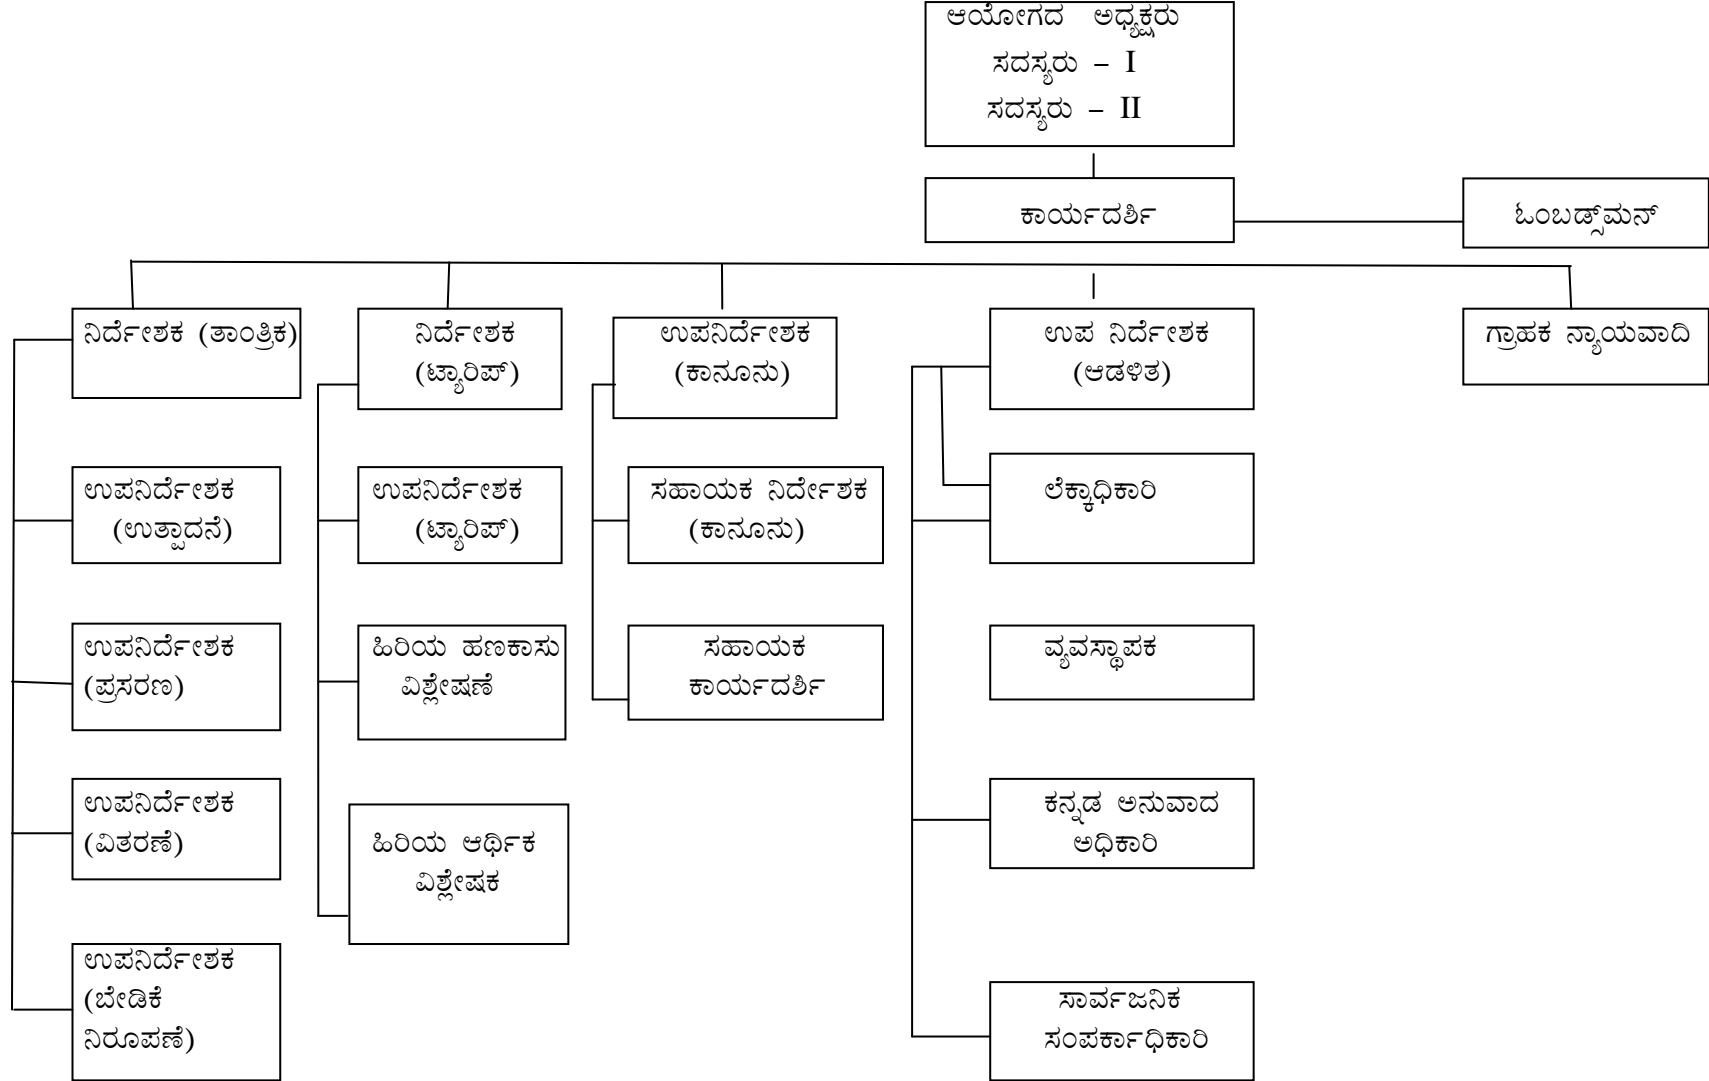 ಆಯೋಗದ ಅಧ್ಯಕ್ಷರು
ಸದಸ್ಯರು – I
ಸದಸ್ಯರು – II
ಕಾರ್ಯದರ್ಶಿ
ಓಂಬಡ್ಸ್‌ಮನ್
ನಿರ್ದೇಶಕ (ತಾಂತ್ರಿಕ)
ನಿರ್ದೇಶಕ
(ಟ್ಯಾರಿಪ್)
ಉಪನಿರ್ದೇಶಕ
(ಕಾನೂನು)
ಉಪ ನಿರ್ದೇಶಕ
(ಆಡಳಿತ)
ಗ್ರಾಹಕ ನ್ಯಾಯವಾದಿ
ಉಪನಿರ್ದೇಶಕ
(ಉತ್ಪಾದನೆ)
ಉಪನಿರ್ದೇಶಕ
(ಟ್ಯಾರಿಪ್)
ಸಹಾಯಕ ನಿರ್ದೇಶಕ
(ಕಾನೂನು)
ಲೆಕ್ಕಾಧಿಕಾರಿ
ಉಪನಿರ್ದೇಶಕ
(ಪ್ರಸರಣ)
ಹಿರಿಯ ಹಣಕಾಸು
ವಿಶ್ಲೇಷಣೆ
ಸಹಾಯಕ
ಕಾರ್ಯದರ್ಶಿ
ವ್ಯವಸ್ಥಾಪಕ
ಉಪನಿರ್ದೇಶಕ
(ವಿತರಣೆ)
ಹಿರಿಯ ಆರ್ಥಿಕ
ವಿಶ್ಲೇಷಕ
ಕನ್ನಡ ಅನುವಾದ
ಅಧಿಕಾರಿ
ಉಪನಿರ್ದೇಶಕ
(ಬೇಡಿಕೆ
ನಿರೂಪಣೆ)
ಸಾರ್ವಜನಿಕ
ಸಂಪರ್ಕಾಧಿಕಾರಿ